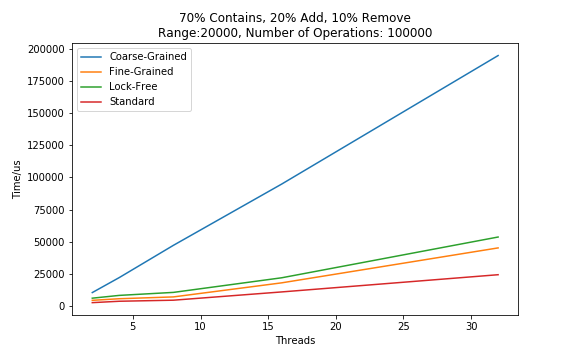 70% Contains, 20% Add, 10% Remove
Range:20000, Number of Operations: 100000
200000
175000
150000
125000
100000
75000
50000
25000
0
Time/us
Coarse-Grained
Fine-Grained
Lock-Free
Standard
5
10
15
20
25
30
Threads